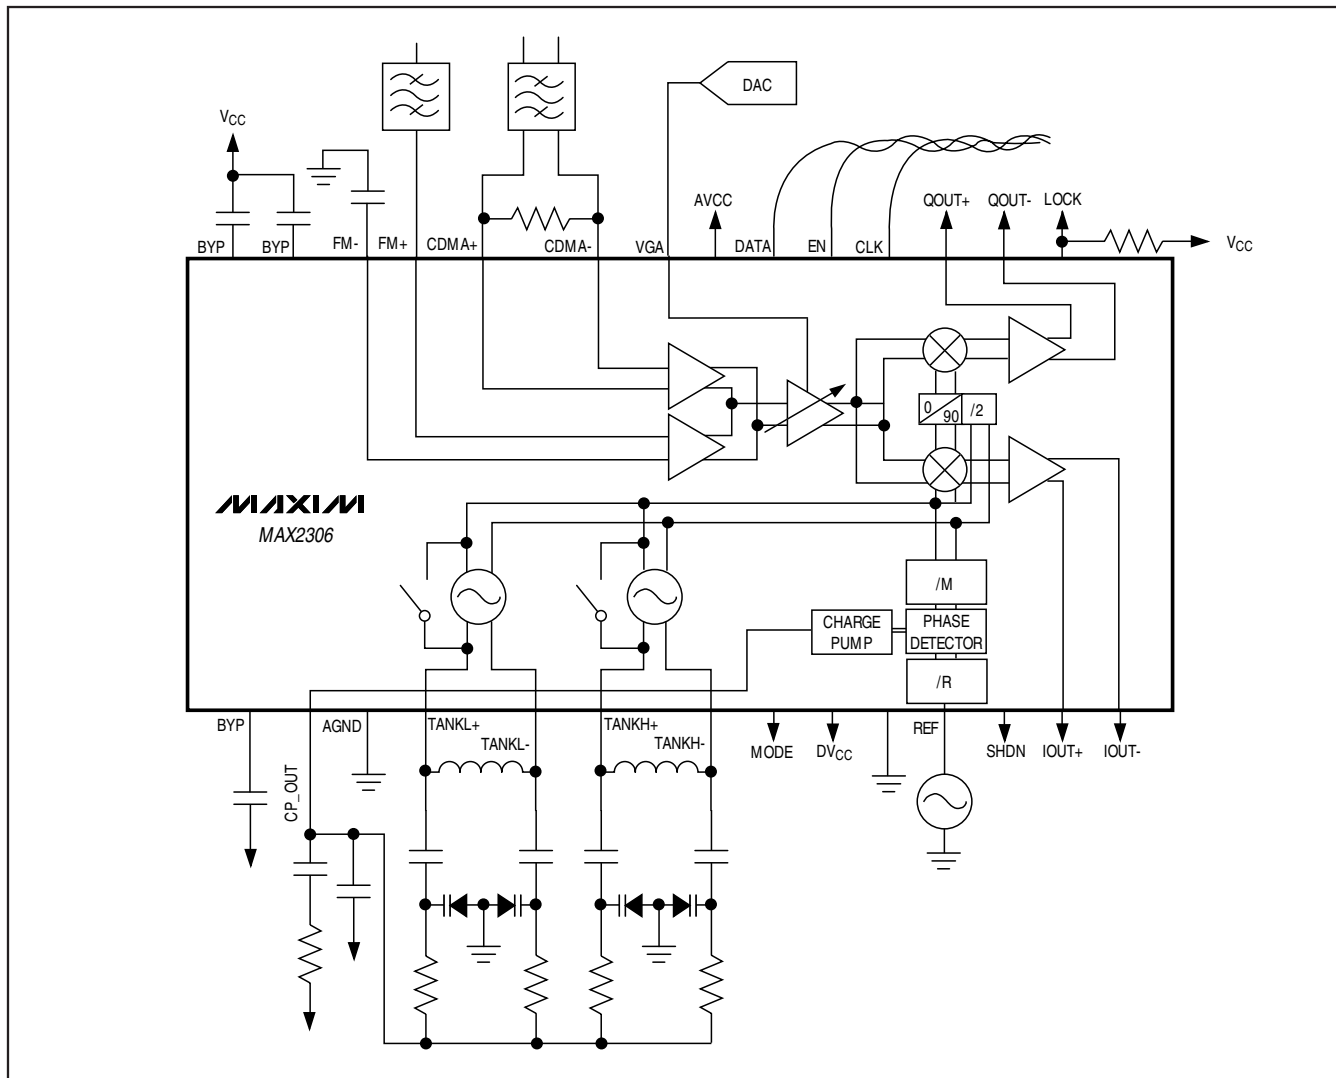 DAC
VCC
BYP
BYP
FM-
FM+
CDMA+
CDMA-
VGA
AVCC
DATA
EN
CLK
QOUT+
QOUT-
LOCK
VCC
0
90
/2
MAXIM
MAX2306
/M
CHARGE
PUMP
PHASE
DETECTOR
/R
BYP
CP_OUT
AGND
TANKL+
TANKL-
TANKH+
TANKH-
MODE
DVCC
REF
SHDN
IOUT+
IOUT-